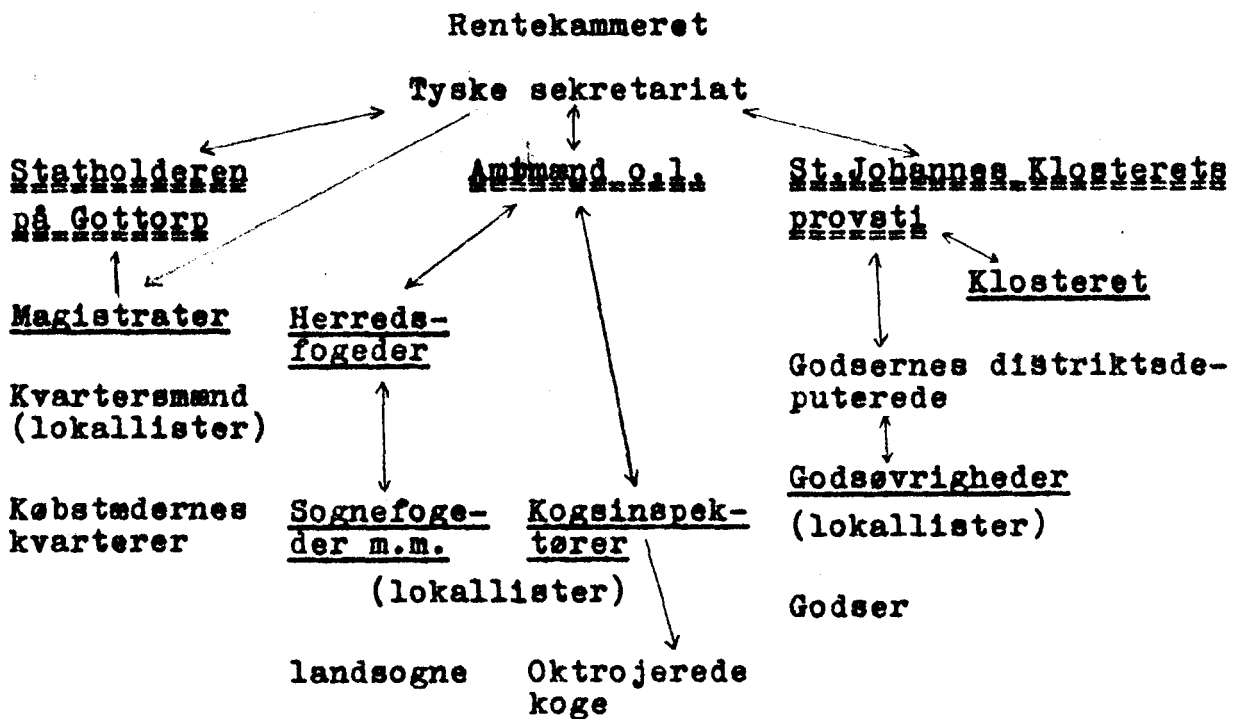 Rentekammeret
Tyske sekretariat
Statholderen
på Gottorp
Amtmænd o.l.
St.Johannes Klosterets
provsti
Klosteret
Magistrater
Herreds-
fogeder
Godsernes distriktsde-
puterede
Kvartersmænd
(lokallister)
Godsøvrigheder
(lokallister)
Købstædernes
kvarterer
Sognefoge-
der m.m.
Kogsinspek-
tører
(lokallister)
Godser
landsogne
Oktrojerede
koge